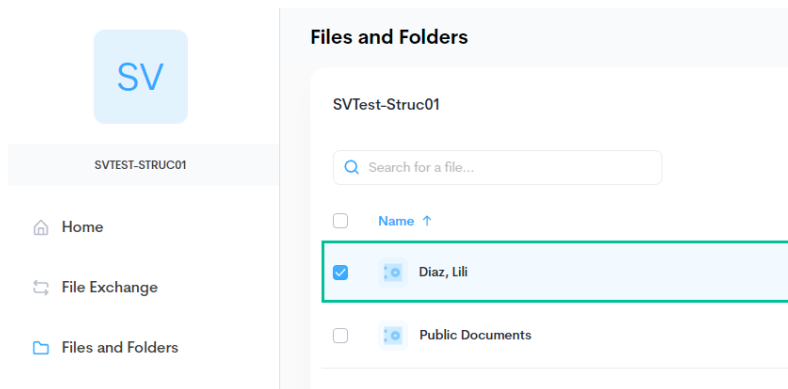 SV
SVTEST-STRUC01
Home
File Exchange
Files and Folders
Files and Folders
SVTest-Struc01
Search for a file...
Name ↑
Diaz, Lili
Public Documents